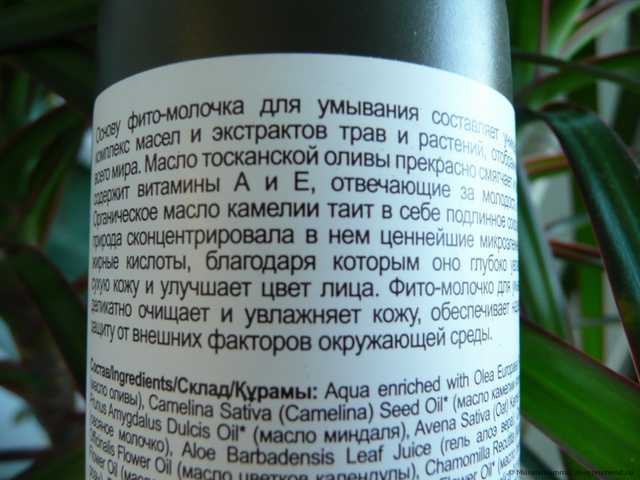 Основу фито-молочка для умывания составляет
комплекс масел и экстрактов трав и растений,
всего мира. Масло тосканской оливы прекрасно смягчает
содержит витамины А и Е, отвечающие за
Органическое масло камелии таит в себе подлинное
природа сконцентрировала в нем ценнейшие
жирные кислоты, благодаря которым оно глубоко
сухую кожу и улучшает цвет лица. Фито-молочко для
деликатно очищает и увлажняет кожу, обеспечивает
защиту от внешних факторов окружающей среды.
Состав/Ingredients/Склад/Құрамы: Aqua enriched with Olea
(масло оливы), Camelina Sativa (Camelina) Seed Oil* (масло камелии
Prunus Amygdalus Dulcis Oil* (масло миндаля), Avena Sativa (Oat)
(овсяное молочко), Aloe Barbadensis Leaf Juice (гель алоэ
Officinalis Flower Oil (масло цветков календулы), Chamomilla Recutita
Flower Oil